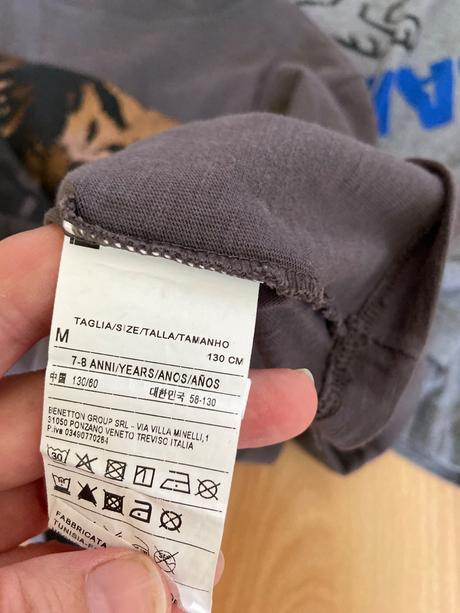 TAGLIA/SIZE/TALLA/TAMANHO
M 130 CM
7-8 ANNI/YEARS/ANOS/AÑOS
中国 130/60 대한민국 58-130
BENETTON GROUP SRL - VIA VILLA MINELLI,1
31050 PONZANO VENETO TREVISO ITALIA
P.iva 03490770264
30
FABBRICATA
TUNISIA-F